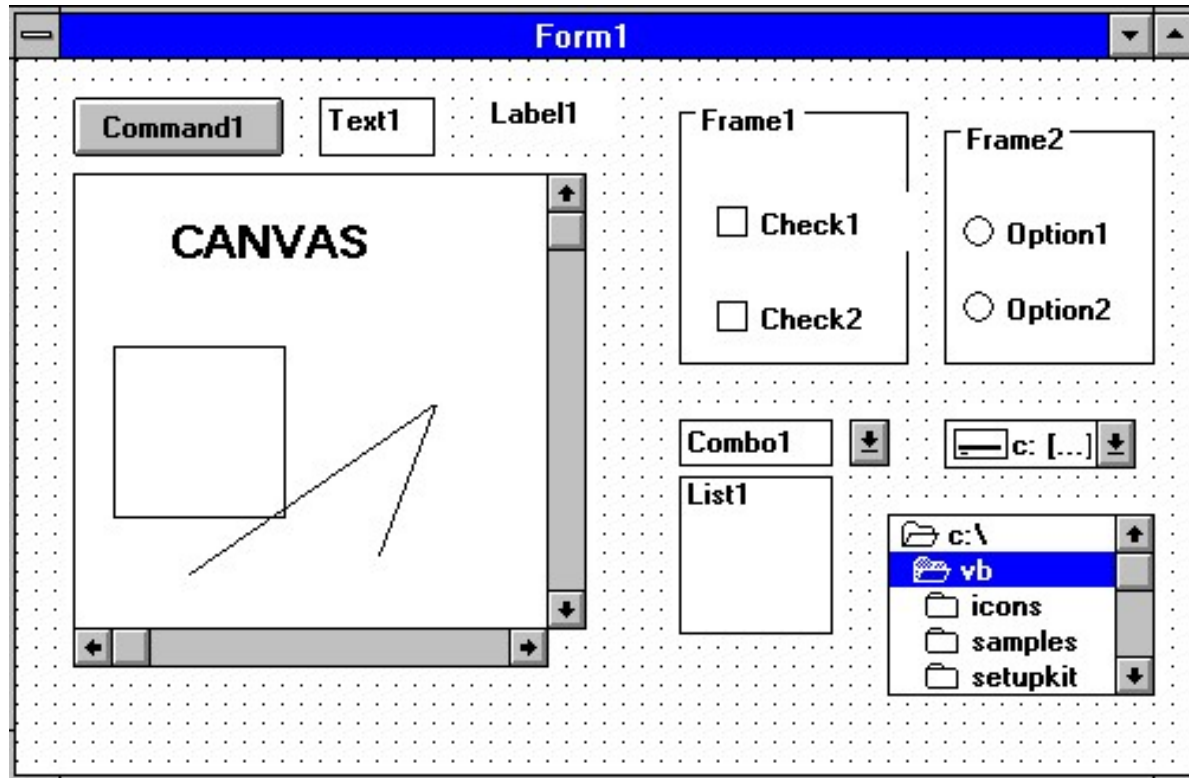 Form1
Command1
Text1
Label1
CANVAS
Frame1
Check1
Check2
Frame2
Option1
Option2
Combo1
c: [...]
List1
c:\
vb
icons
samples
setupkit